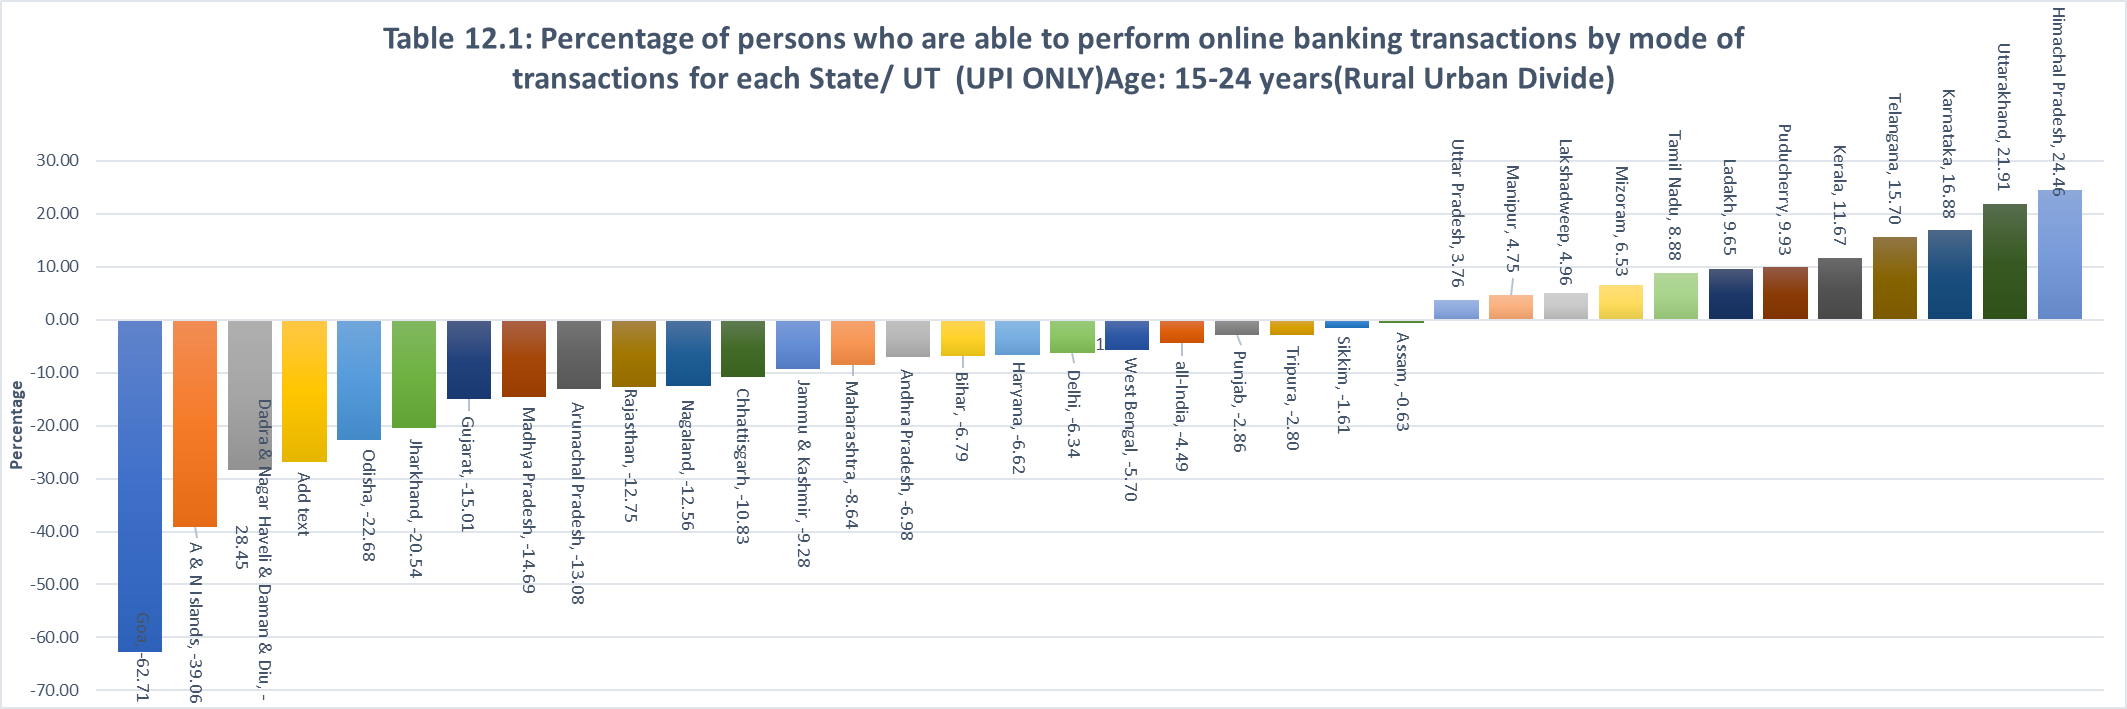 Table 12.1: Percentage of persons who are able to perform online banking transactions by mode of
transactions for each State/ UT  (UPI ONLY)Age: 15-24 years(Rural Urban Divide)
Percentage
30.00
20.00
10.00
0.00
-10.00
-20.00
-30.00
-40.00
-50.00
-60.00
-70.00
Goa, -62.71
A & N Islands, -39.06
Dadra & Nagar Haveli & Daman & Diu, -
28.45
Add text
Odisha, -22.68
Jharkhand, -20.54
Gujarat, -15.01
Madhya Pradesh, -14.69
Arunachal Pradesh, -13.08
Rajasthan, -12.75
Nagaland, -12.56
Chhattisgarh, -10.83
Jammu & Kashmir, -9.28
Maharashtra, -8.64
Andhra Pradesh, -6.98
Bihar, -6.79
Haryana, -6.62
Delhi, -6.34
1
West Bengal, -5.70
all-India, -4.49
Punjab, -2.86
Tripura, -2.80
Sikkim, -1.61
Assam, -0.63
Uttar Pradesh, 3.76
Manipur, 4.75
Lakshadweep, 4.96
Mizoram, 6.53
Tamil Nadu, 8.88
Ladakh, 9.65
Puducherry, 9.93
Kerala, 11.67
Telangana, 15.70
Karnataka, 16.88
Uttarakhand, 21.91
Himachal Pradesh, 24.46